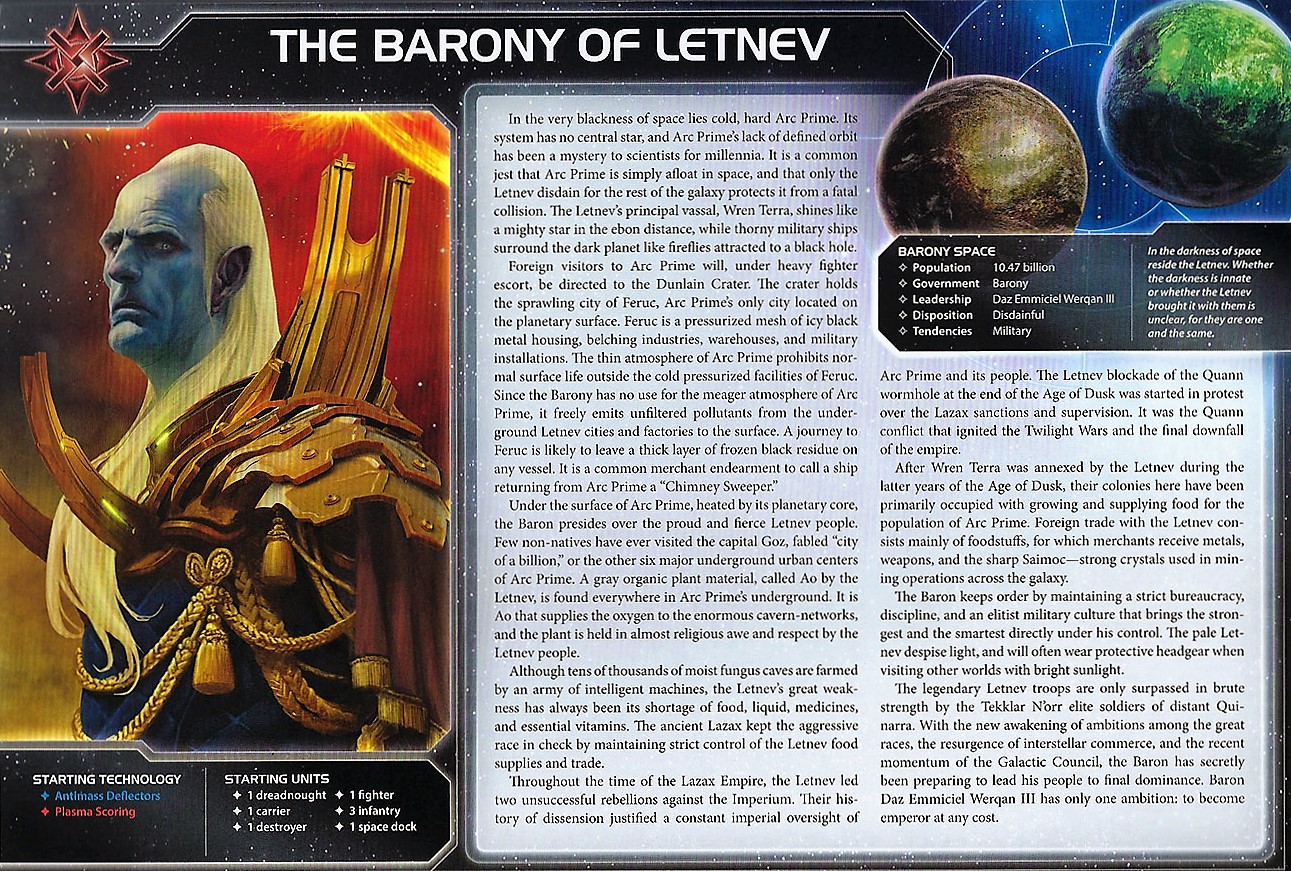 THE BARONY OF LETNEV
In the very blackness of space lies cold, hard Arc Prime. Its
system has no central star, and Arc Prime's lack of defined orbit
has been a mystery to scientists for millennia. It is a common
jest that Arc Prime is simply afloat in space, and that only the
Letnev disdain for the rest of the galaxy protects it from a fatal
collision. The Letnev's principal vassal, Wren Terra, shines like
a mighty star in the ebon distance, while thorny military ships
surround the dark planet like fireflies attracted to a black hole.
Foreign visitors to Arc Prime will, under heavy fighter
escort, be directed to the Dunlain Crater. The crater holds
the sprawling city of Feruc, Arc Prime's only city located on
the planetary surface. Feruc is a pressurized mesh of icy black
metal housing, belching industries, warehouses, and military
installations. The thin atmosphere of Arc Prime prohibits nor-
mal surface life outside the cold pressurized facilities of Feruc.
Since the Barony has no use for the meager atmosphere of Arc
Prime, it freely emits unfiltered pollutants from the under-
ground Letnev cities and factories to the surface. A journey to
Feruc is likely to leave a thick layer of frozen black residue on
any vessel. It is a common merchant endearment to call a ship
returning from Arc Prime a “Chimney Sweeper.”
Under the surface of Arc Prime, heated by its planetary core,
the Baron presides over the proud and fierce Letnev people.
Few non-natives have ever visited the capital Goz, fabled “city
of a billion,” or the other six major underground urban centers
of Arc Prime. A gray organic plant material, called Ao by the
Letnev, is found everywhere in Arc Prime's underground. It is
Ao that supplies the oxygen to the enormous cavern-networks,
and the plant is held in almost religious awe and respect by the
Letnev people.
Although tens of thousands of moist fungus caves are farmed
by an army of intelligent machines, the Letnev's great weak-
ness has always been its shortage of food, liquid, medicines,
and essential vitamins. The ancient Lazax kept the aggressive
race in check by maintaining strict control of the Letnev food
supplies and trade.
Throughout the time of the Lazax Empire, the Letnev led
two unsuccessful rebellions against the Imperium. Their his-
tory of dissension justified a constant imperial oversight of
BARONY SPACE
Population 10.47 billion
Government Barony
Leadership Daz Emmiciel Werqan III
Disposition Disdainful
Tendencies Military
In the darkness of space
reside the Letnev. Whether
the darkness is innate
or whether the Letnev
brought it with them is
unclear, for they are one
and the same.
Arc Prime and its people. The Letnev blockade of the Quann
wormhole at the end of the Age of Dusk was started in protest
over the Lazax sanctions and supervision. It was the Quann
conflict that ignited the Twilight Wars and the final downfall
of the empire.
After Wren Terra was annexed by the Letnev during the
latter years of the Age of Dusk, their colonies here have been
primarily occupied with growing and supplying food for the
population of Arc Prime. Foreign trade with the Letnev con-
sists mainly of foodstuffs, for which merchants receive metals,
weapons, and the sharp Saimoc—strong crystals used in min-
ing operations across the galaxy.
The Baron keeps order by maintaining a strict bureaucracy,
discipline, and an elitist military culture that brings the stron-
gest and the smartest directly under his control. The pale Let-
nev despise light, and will often wear protective headgear when
visiting other worlds with bright sunlight.
The legendary Letnev troops are only surpassed in brute
strength by the Tekklar N'orr elite soldiers of distant Qui-
narra. With the new awakening of ambitions among the great
races, the resurgence of interstellar commerce, and the recent
momentum of the Galactic Council, the Baron has secretly
been preparing to lead his people to final dominance. Baron
Daz Emmiciel Werqan III has only one ambition: to become
emperor at any cost.
STARTING TECHNOLOGY
Antimass Deflectors
Plasma Scoring
STARTING UNITS
1 dreadnought 1 fighter
1 carrier 3 infantry
1 destroyer 1 space dock